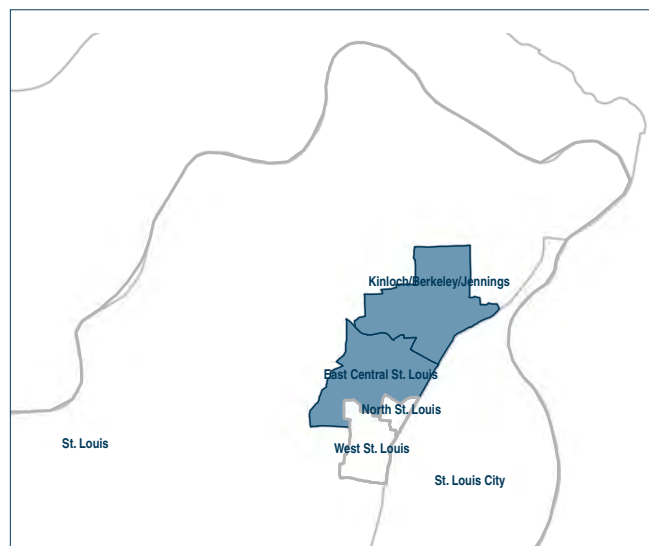 Kinloch/Berkeley/Jennings
East Central St. Louis
North St. Louis
St. Louis
West St. Louis
St. Louis City